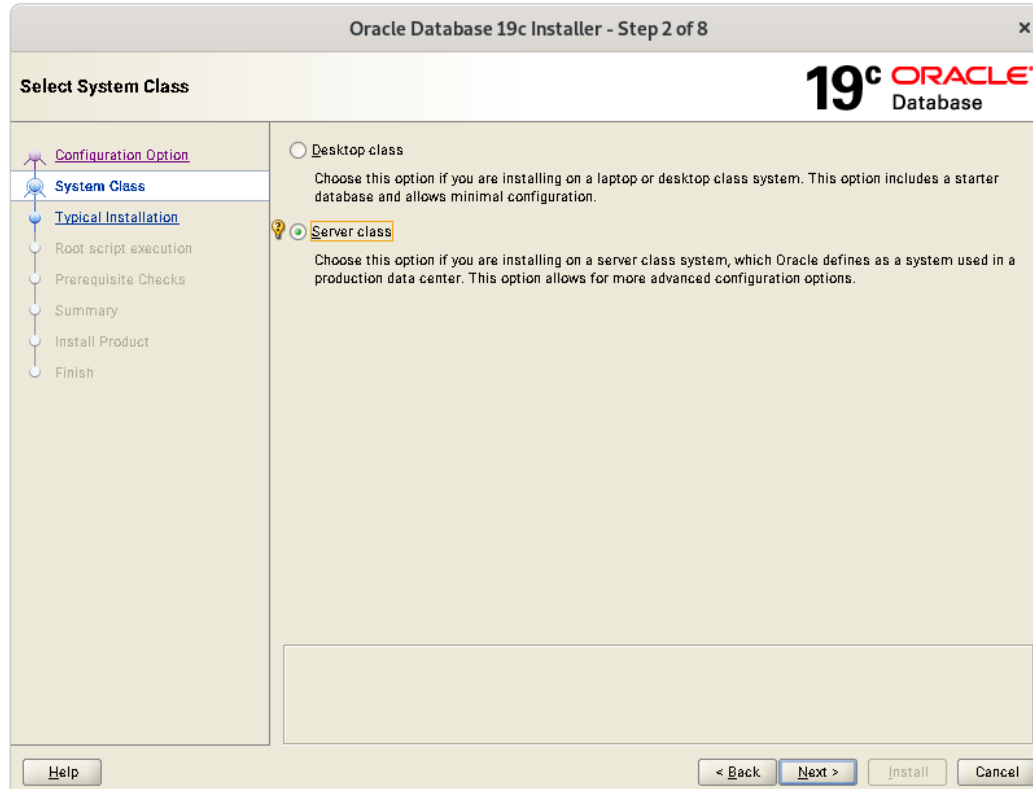 Oracle Database 19c Installer - Step 2 of 8
Select System Class
19c ORACLE
Database
Configuration Option
System Class
Typical Installation
Root script execution
Prerequisite Checks
Summary
Install Product
Finish
Desktop class
Choose this option if you are installing on a laptop or desktop class system. This option includes a starter
database and allows minimal configuration.
Server class
Choose this option if you are installing on a server class system, which Oracle defines as a system used in a
production data center. This option allows for more advanced configuration options.
Help
< Back
Next >
Install
Cancel